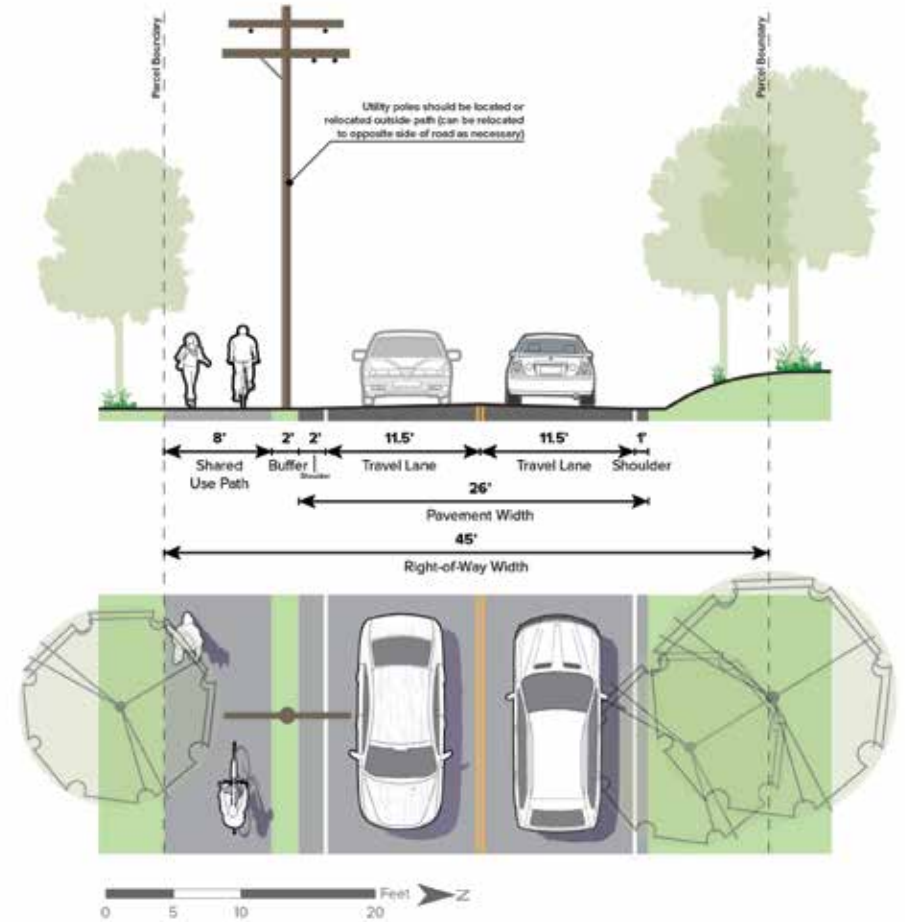 Parcel Boundary
Parcel Boundary
Utility poles should be located or
relocated outside path (can be relocated
to opposite side of road as necessary)
8' 2' 2' 11.5' 11.5' 1'
Shared Use Path
Buffer
Shoulder
Travel Lane
Travel Lane
Shoulder
26'
Pavement Width
45'
Right-of-Way Width
Feet
N
0 5 10 20